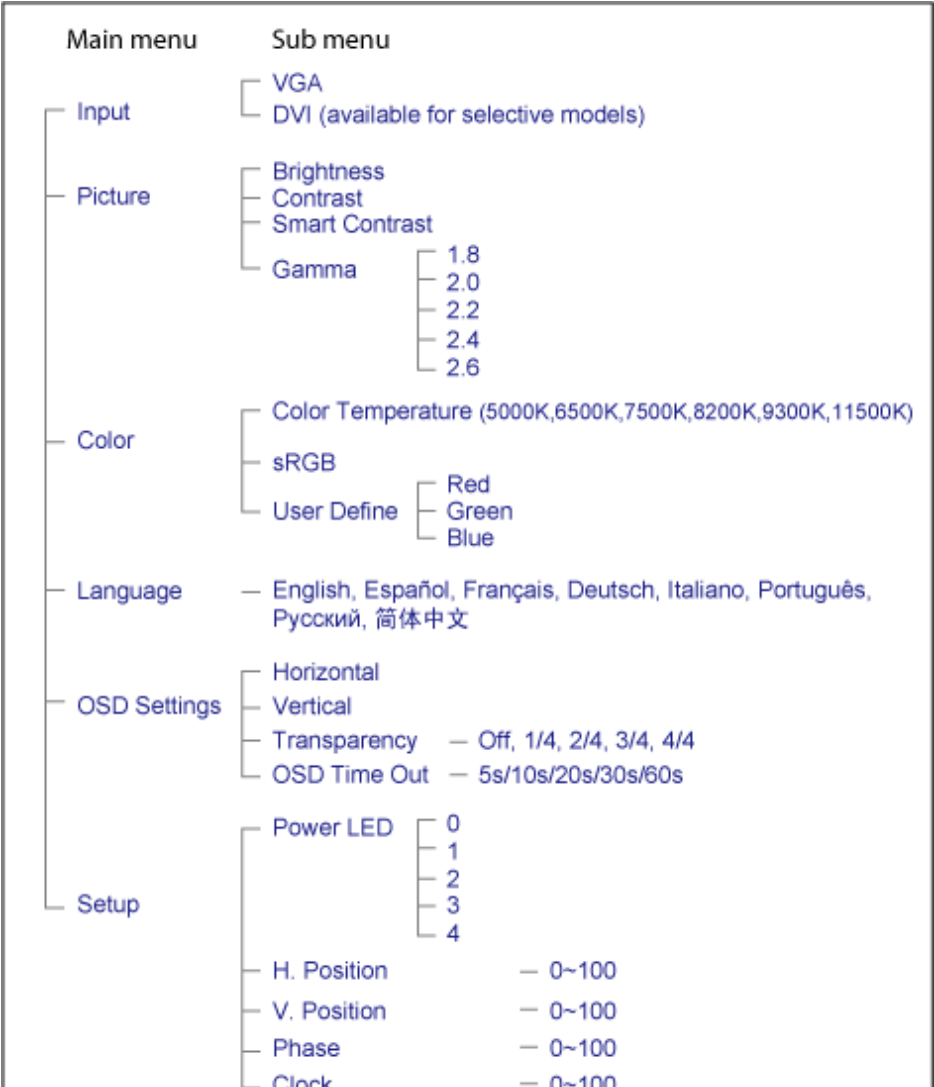 Main menu Sub menu
VGA
Input
DVI (available for selective models)
Brightness
Picture
Contrast
Smart Contrast
Gamma
1.8
2.0
2.2
2.4
2.6
Color Temperature (5000K,6500K,7500K,8200K,9300K,11500K)
Color
sRGB
User Define
Red
Green
Blue
Language
English, Español, Français, Deutsch, Italiano, Português,
Русский, 简体中文
Horizontal
OSD Settings
Vertical
Transparency — Off, 1/4, 2/4, 3/4, 4/4
OSD Time Out — 5s/10s/20s/30s/60s
Power LED
0
1
2
3
4
Setup
H. Position — 0~100
V. Position — 0~100
Phase — 0~100
Clock — 0~100